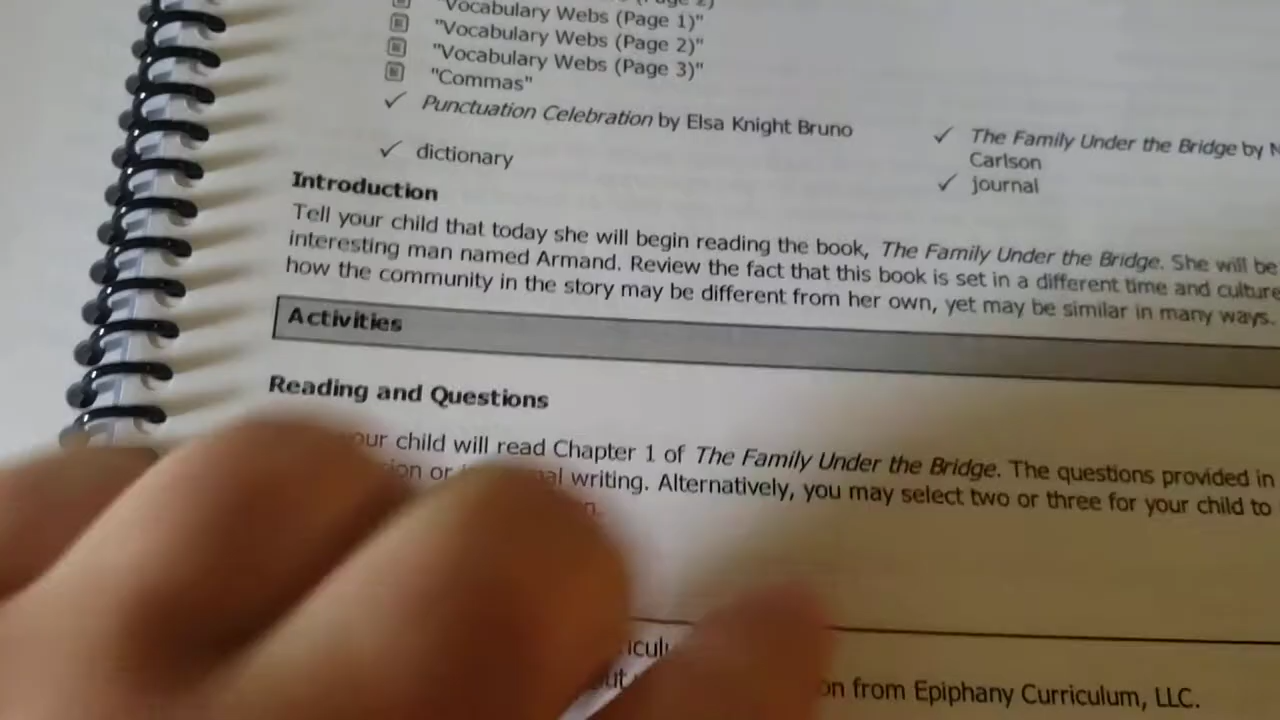 "Vocabulary Webs (Page 1)"
"Vocabulary Webs (Page 2)"
"Vocabulary Webs (Page 3)"
"Commas"
Punctuation Celebration by Elsa Knight Bruno
The Family Under the Bridge by
Carlson
dictionary
journal
Introduction
Tell your child that today she will begin reading the book, The Family Under the Bridge. She will be
interesting man named Armand. Review the fact that this book is set in a different time and culture
how the community in the story may be different from her own, yet may be similar in many ways.
Activities
Reading and Questions
child will read Chapter 1 of The Family Under the Bridge. The questions provided in
or writing. Alternatively, you may select two or three for your child to
from Epiphany Curriculum, LLC.